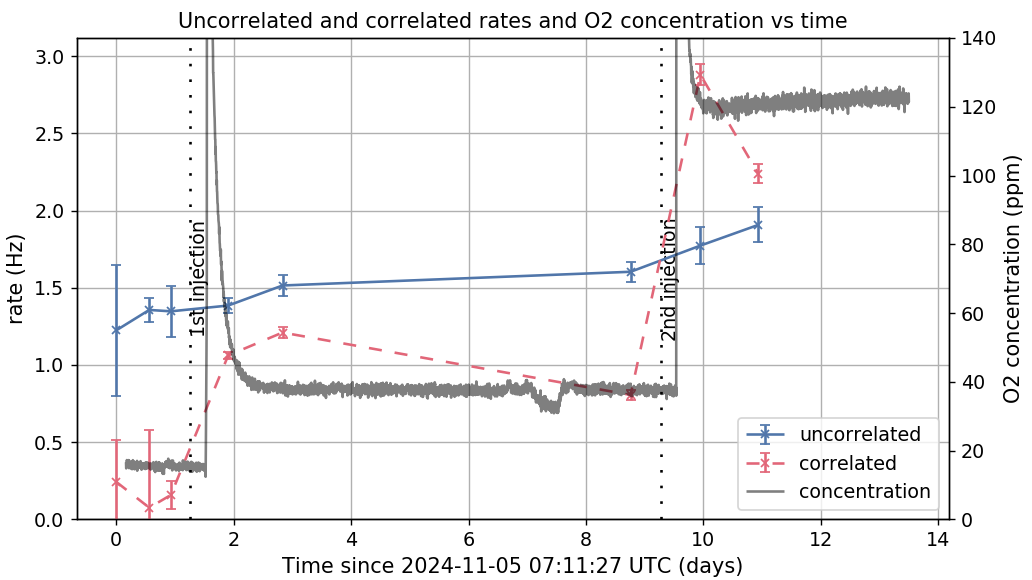 Uncorrelated and correlated rates and O2 concentration vs time
rate (Hz)
3.0
2.5
2.0
1.5
1.0
0.5
0.0
1st injection
2nd injection
140
120
100
80
60
40
20
0
O2 concentration (ppm)
uncorrelated
correlated
concentration
0 2 4 6 8 10 12 14
Time since 2024-11-05 07:11:27 UTC (days)